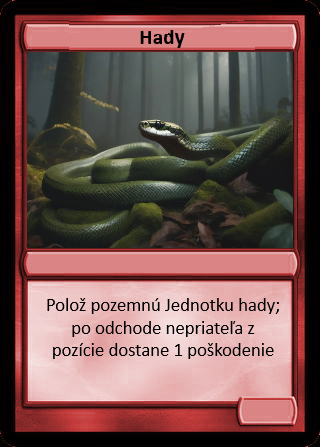 Hady
Polož pozemnú Jednotku hady;
po odchode nepriateľa z
pozície dostane 1 poškodenie